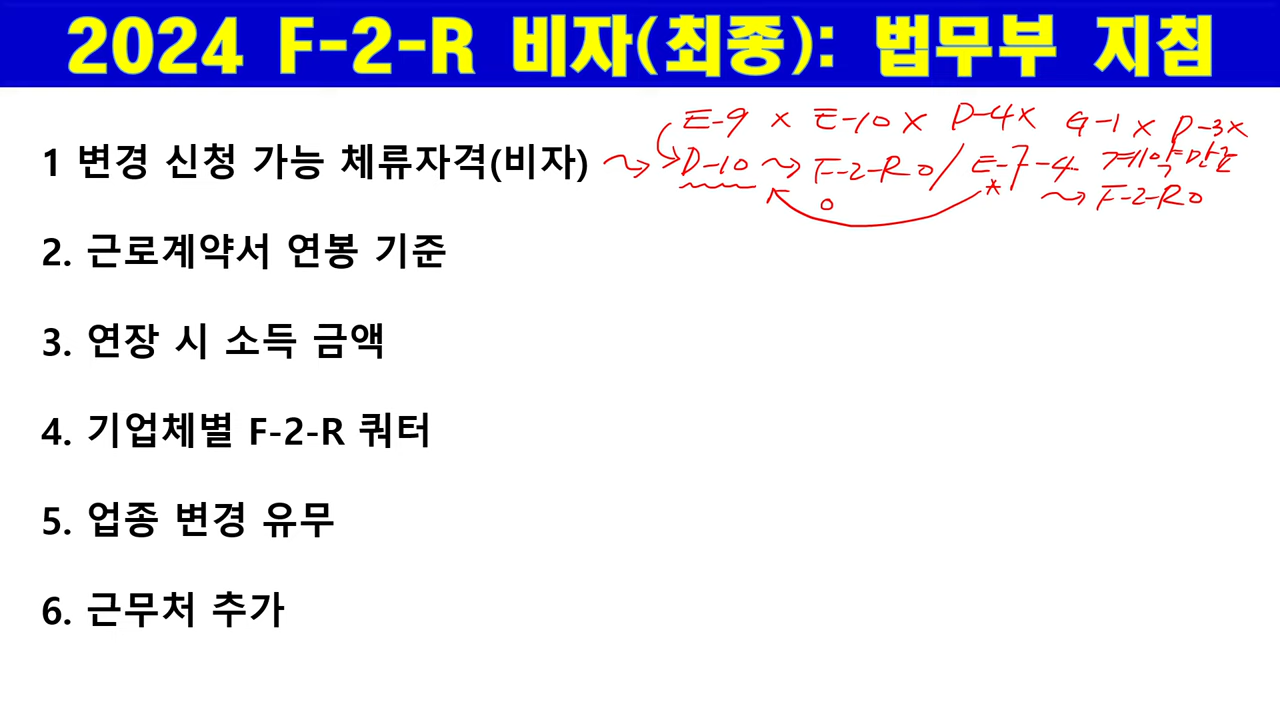 2024 F-2-R 비자(최종): 법무부 지침
E-9 x E-10 x D-4x G-1 x D-3x
1 변경 신청 가능 체류자격(비자) D-10 F-2-R o / E-7-4 계약만료
* F-2-R o
o
2. 근로계약서 연봉 기준
3. 연장 시 소득 금액
4. 기업체별 F-2-R 쿼터
5. 업종 변경 유무
6. 근무처 추가